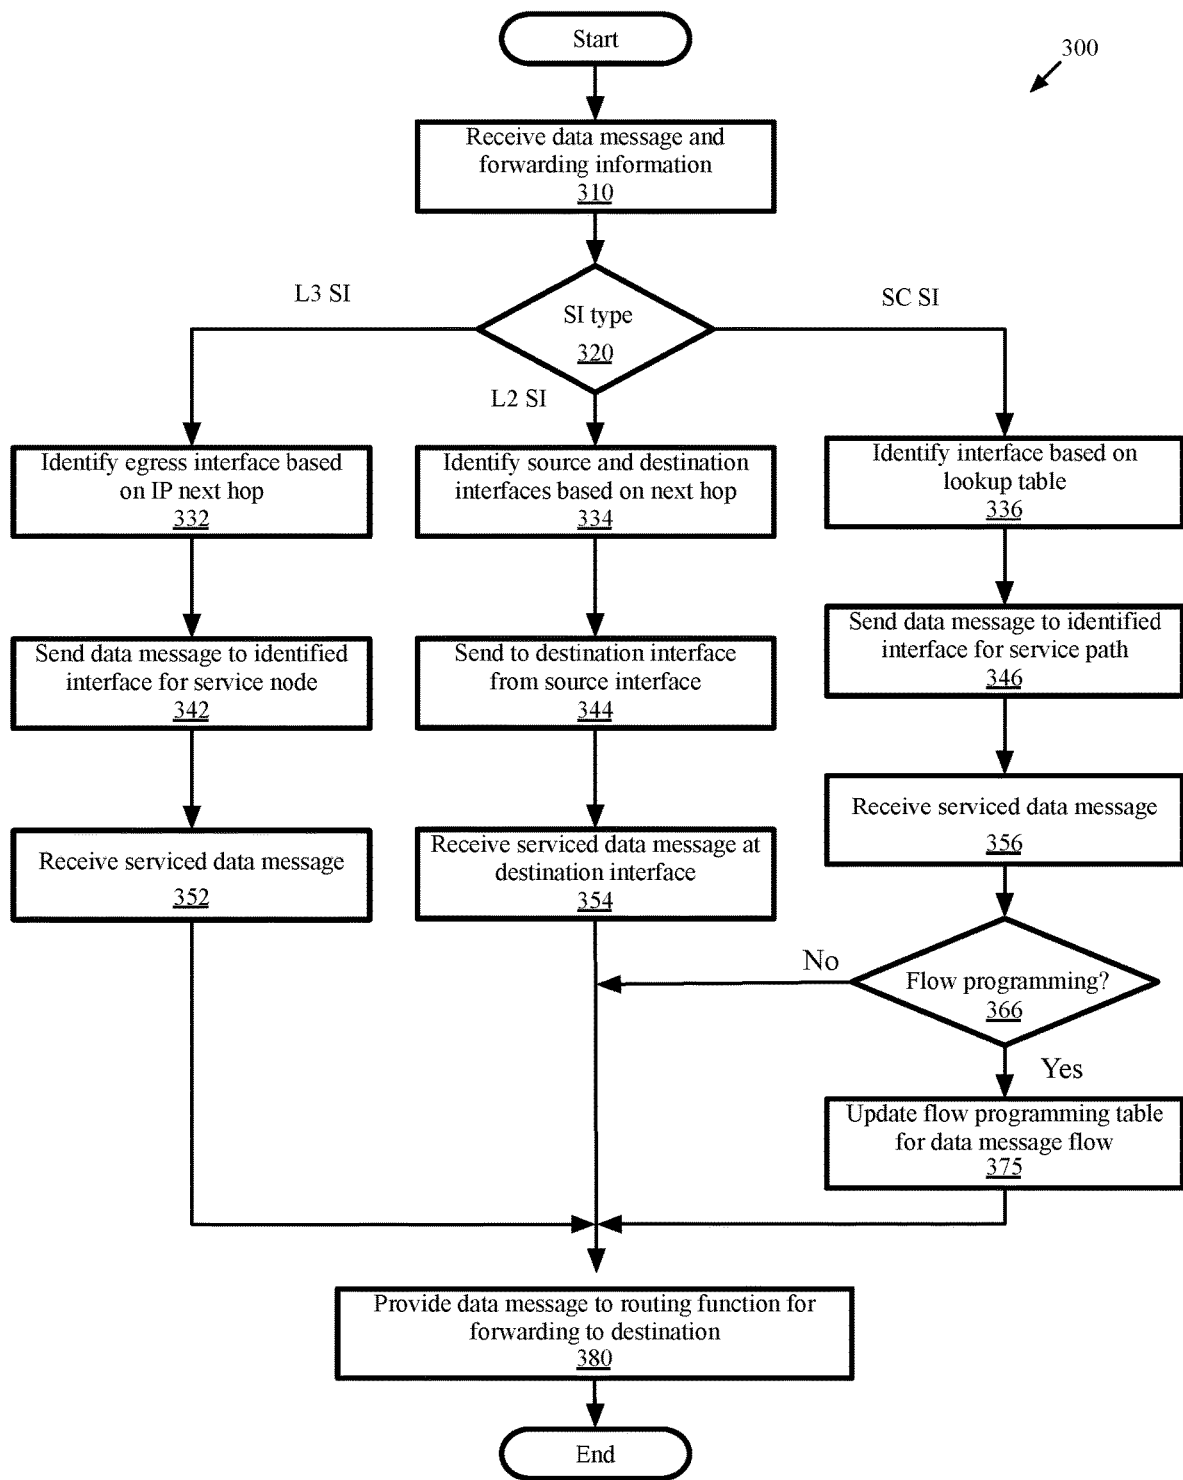 Start
300
Receive data message and
forwarding information
310
L3 SI
SC SI
SI type
320
L2 SI
Identify egress interface based
on IP next hop
332
Identify source and destination
interfaces based on next hop
334
Identify interface based on
lookup table
336
Send data message to identified
interface for service node
342
Send to destination interface
from source interface
344
Send data message to identified
interface for service path
346
Receive serviced data message
352
Receive serviced data message at
destination interface
354
Receive serviced data message
356
No
Flow programming?
366
Yes
Update flow programming table
for data message flow
375
Provide data message to routing function for
forwarding to destination
380
End